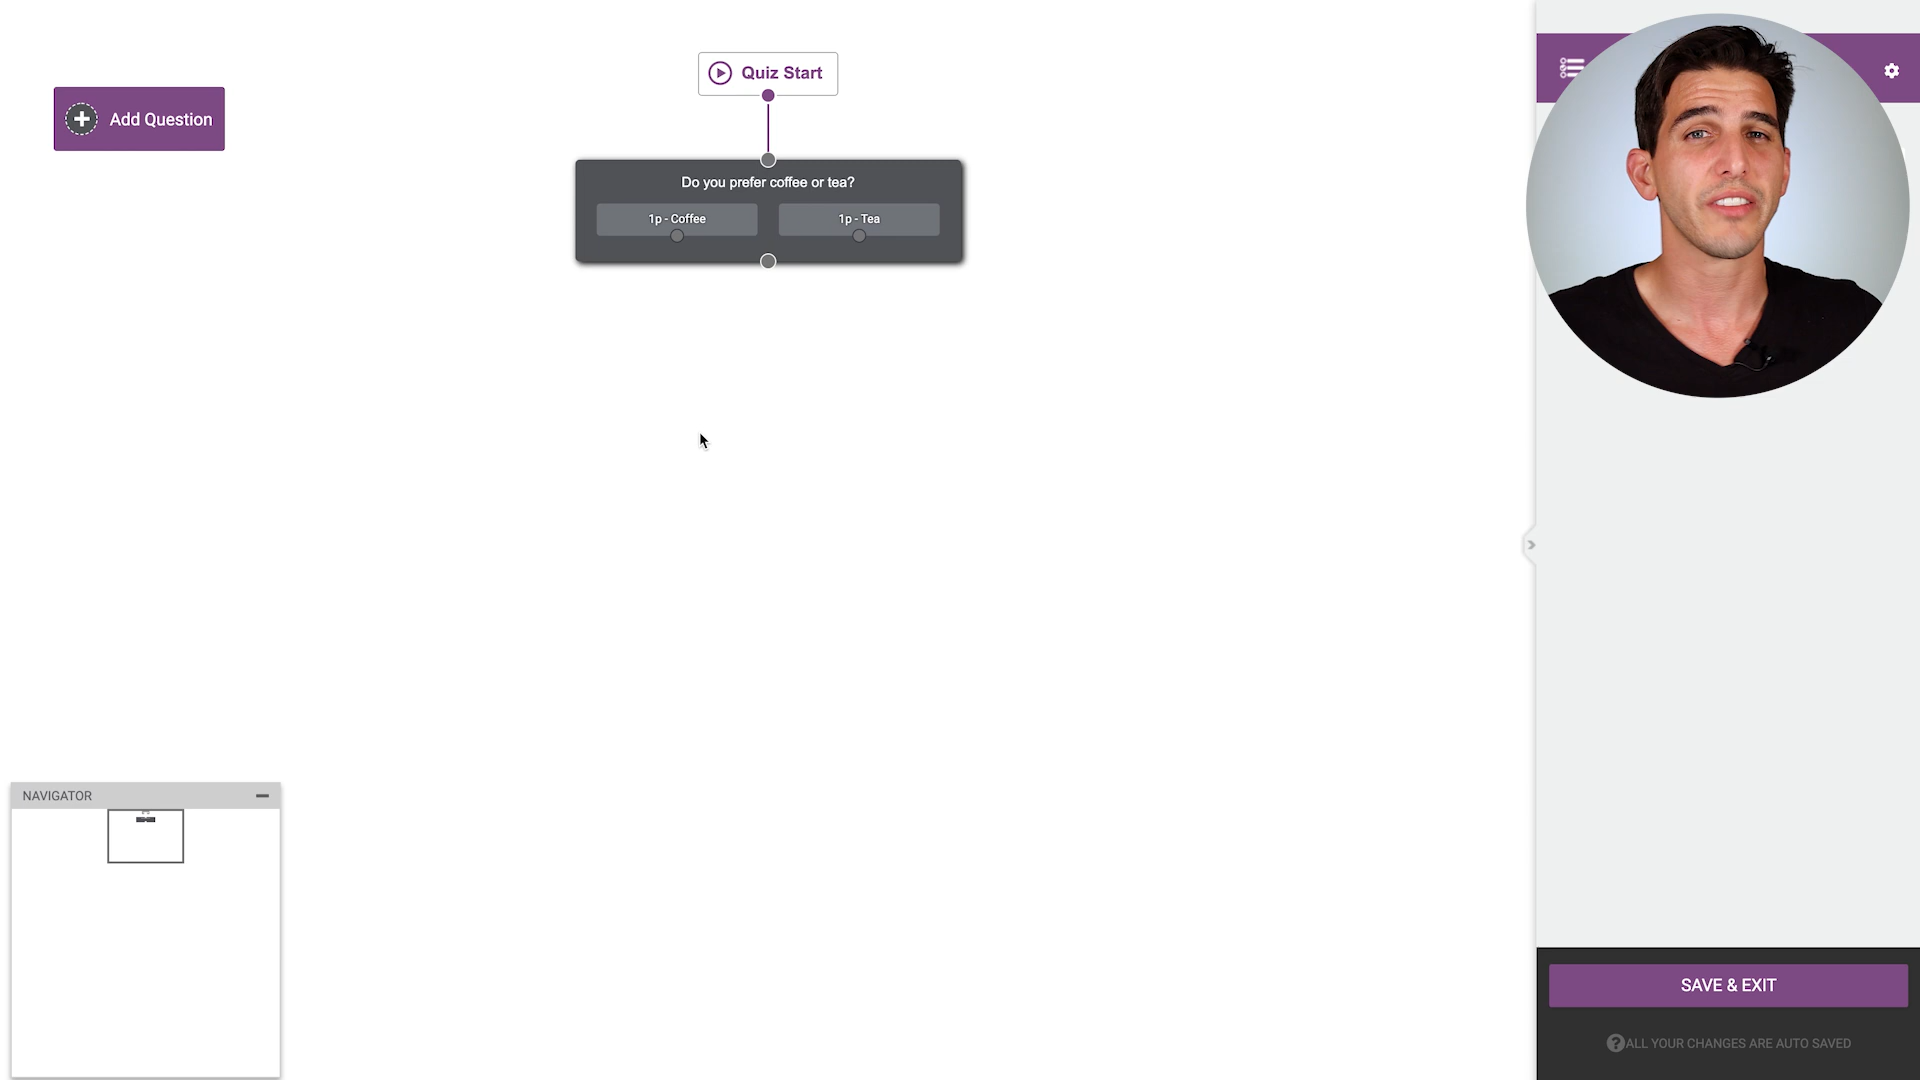 Quiz Start
Add Question
Do you prefer coffee or tea?
1p - Coffee
1p - Tea
NAVIGATOR
SAVE & EXIT
ALL YOUR CHANGES ARE AUTO SAVED